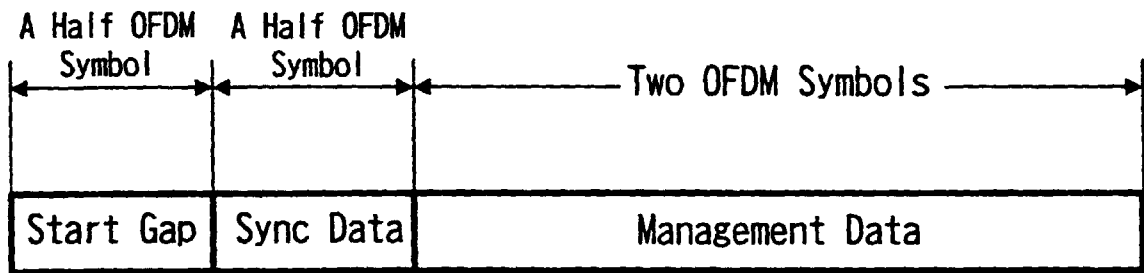 A Half OFDM Symbol
A Half OFDM Symbol
Two OFDM Symbols
Start Gap
Sync Data
Management Data